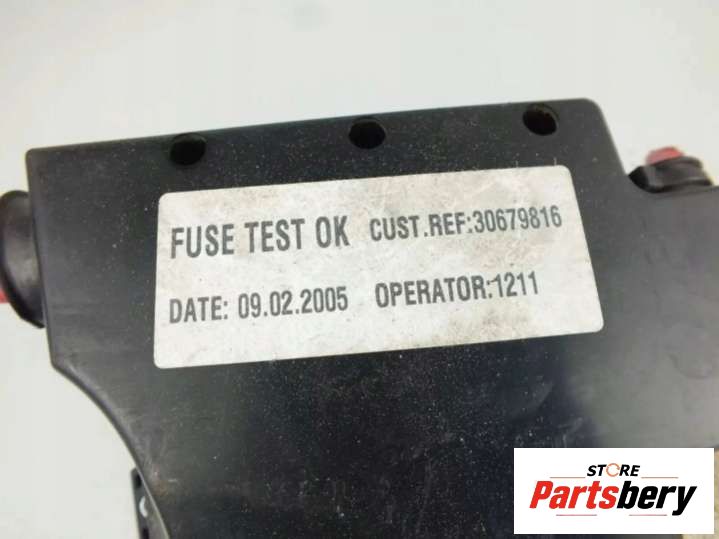 FUSE TEST OK CUST.REF:30679816
DATE: 09.02.2005 OPERATOR:1211
STORE
Partsbery